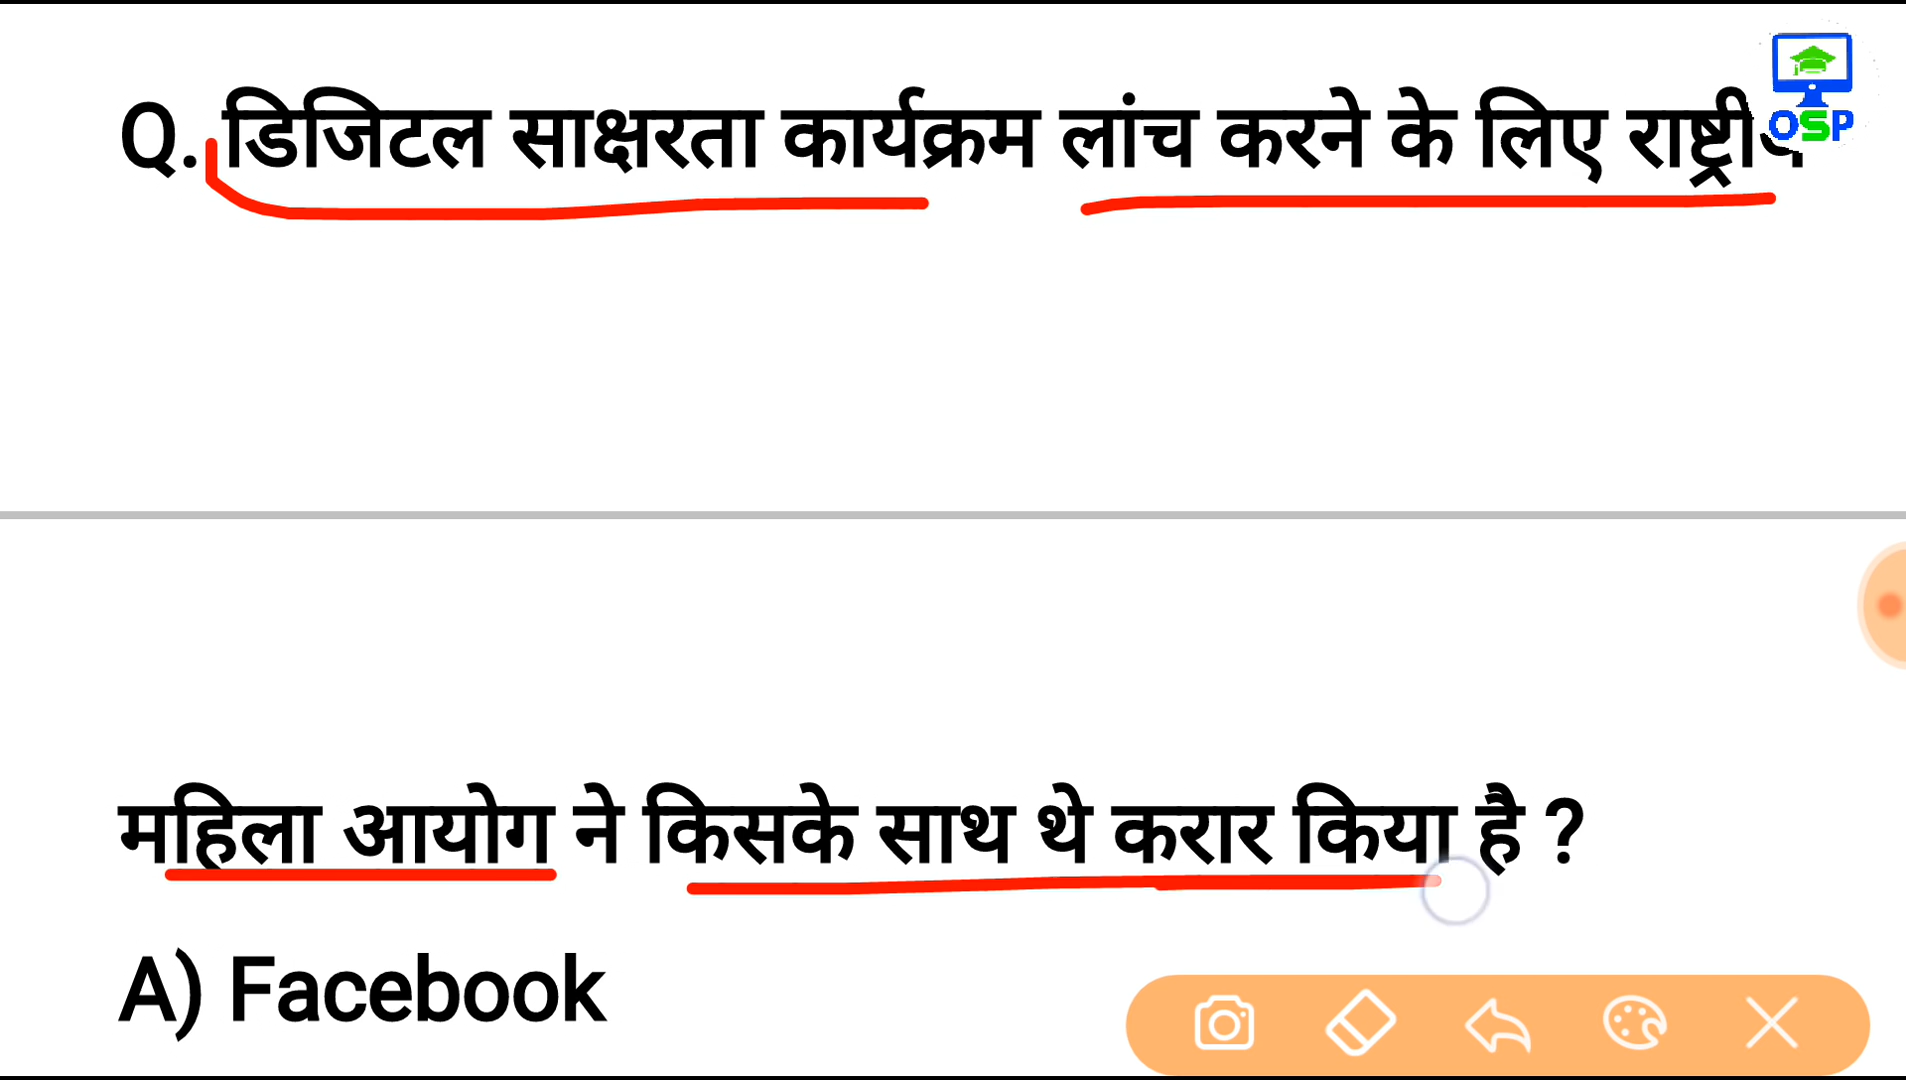 Q. डिजिटल साक्षरता कार्यक्रम लांच करने के लिए राष्ट्रीय
OSP
महिला आयोग ने किसके साथ थे करार किया है ?
A) Facebook